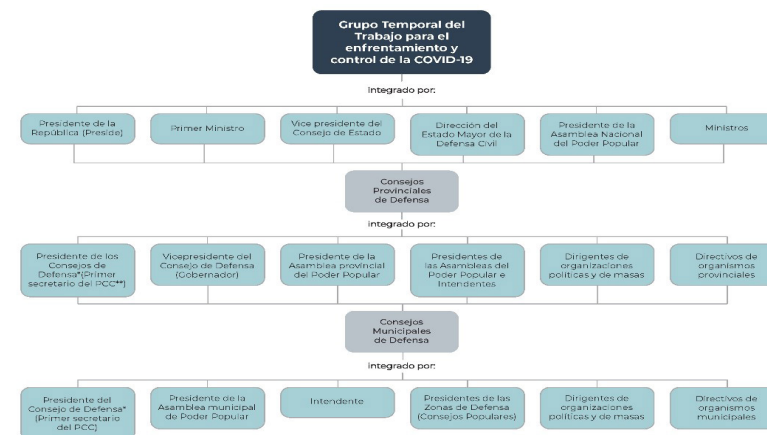 Grupo Temporal del
Trabajo para el
enfrentamiento y
control de la COVID-19
Integrado por:
Presidente de la
República (Preside)
Primer Ministro
Vice presidente del
Consejo de Estado
Dirección del
Estado Mayor de la
Defensa Civil
Presidente de la
Asamblea Nacional
del Poder Popular
Ministros
Consejos
Provinciales
de Defensa
integrado por:
Presidente de los
Consejos de
Defensa*(Primer
secretario del PCC**)
Vicepresidente del
Consejo de Defensa
(Gobernador)
Presidente de la
Asamblea provincial
del Poder Popular
Presidentes de
las Asambleas del
Poder Popular e
Intendentes
Dirigentes de
organizaciones
políticas y de masas
Directivos de
organismos
provinciales
Consejos
Municipales
de Defensa
integrado por:
Presidente del
Consejo de Defensa*
(Primer secretario
del PCC)
Presidente de la
Asamblea municipal
de Poder Popular
Intendente
Presidentes de las
Zonas de Defensa
(Consejos Populares)
Dirigentes de
organizaciones
políticas y de masas
Directivos de
organismos
municipales